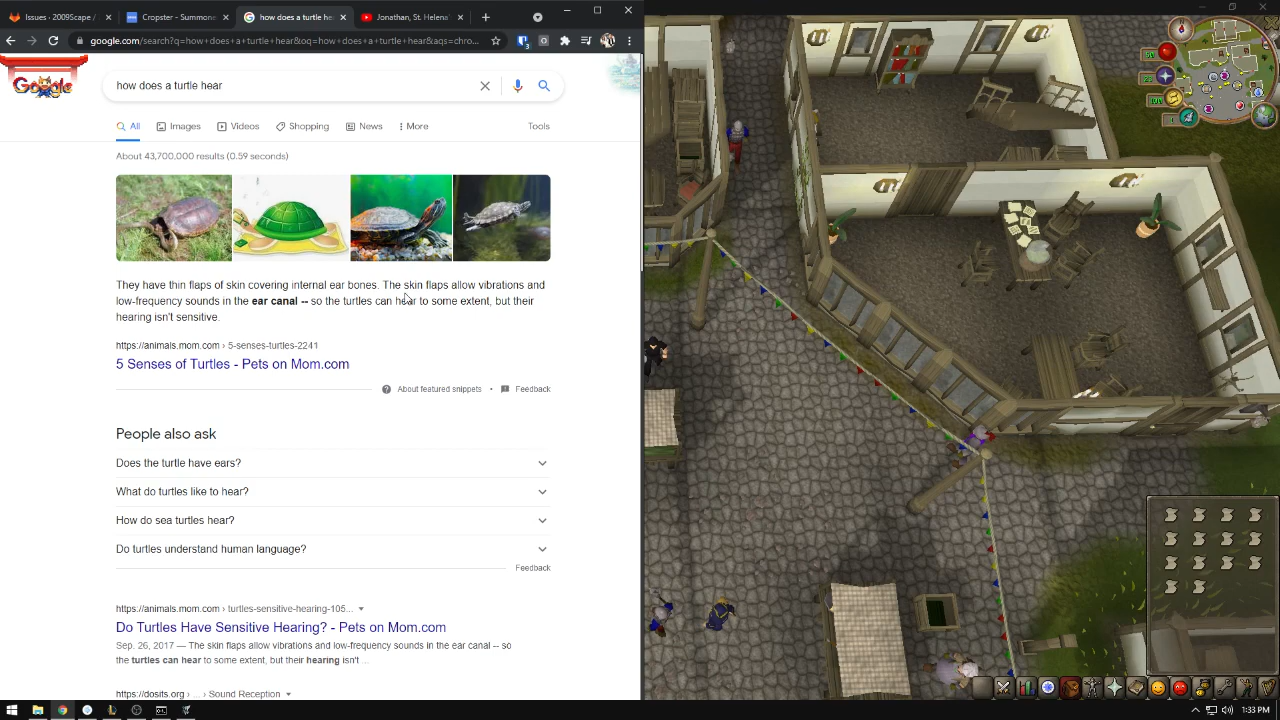 Issues · 2009Scape /
Cropster – Summon
how does a turtle he
Jonathan, St. Helena
google.com/search?q=how+does+a+turtle+hear&oq=how+does+a+turtle+hear&aqs=chro...
Google
how does a turtle hear
All
Images
Videos
Shopping
News
More
Tools
About 43,700,000 results (0.59 seconds)
They have thin flaps of skin covering internal ear bones. The skin flaps allow vibrations and
low-frequency sounds in the ear canal -- so the turtles can hear to some extent, but their
hearing isn't sensitive.
https://animals.mom.com › 5-senses-turtles-2241
5 Senses of Turtles - Pets on Mom.com
About featured snippets • Feedback
People also ask
Does the turtle have ears?
What do turtles like to hear?
How do sea turtles hear?
Do turtles understand human language?
Feedback
https://animals.mom.com › turtles-sensitive-hearing-105...
Do Turtles Have Sensitive Hearing? - Pets on Mom.com
Sep. 26, 2017 — The skin flaps allow vibrations and low-frequency sounds in the ear canal -- so
the turtles can hear to some extent, but their hearing isn't ...
https://dosits.org › ... › Sound Reception
1:33 PM